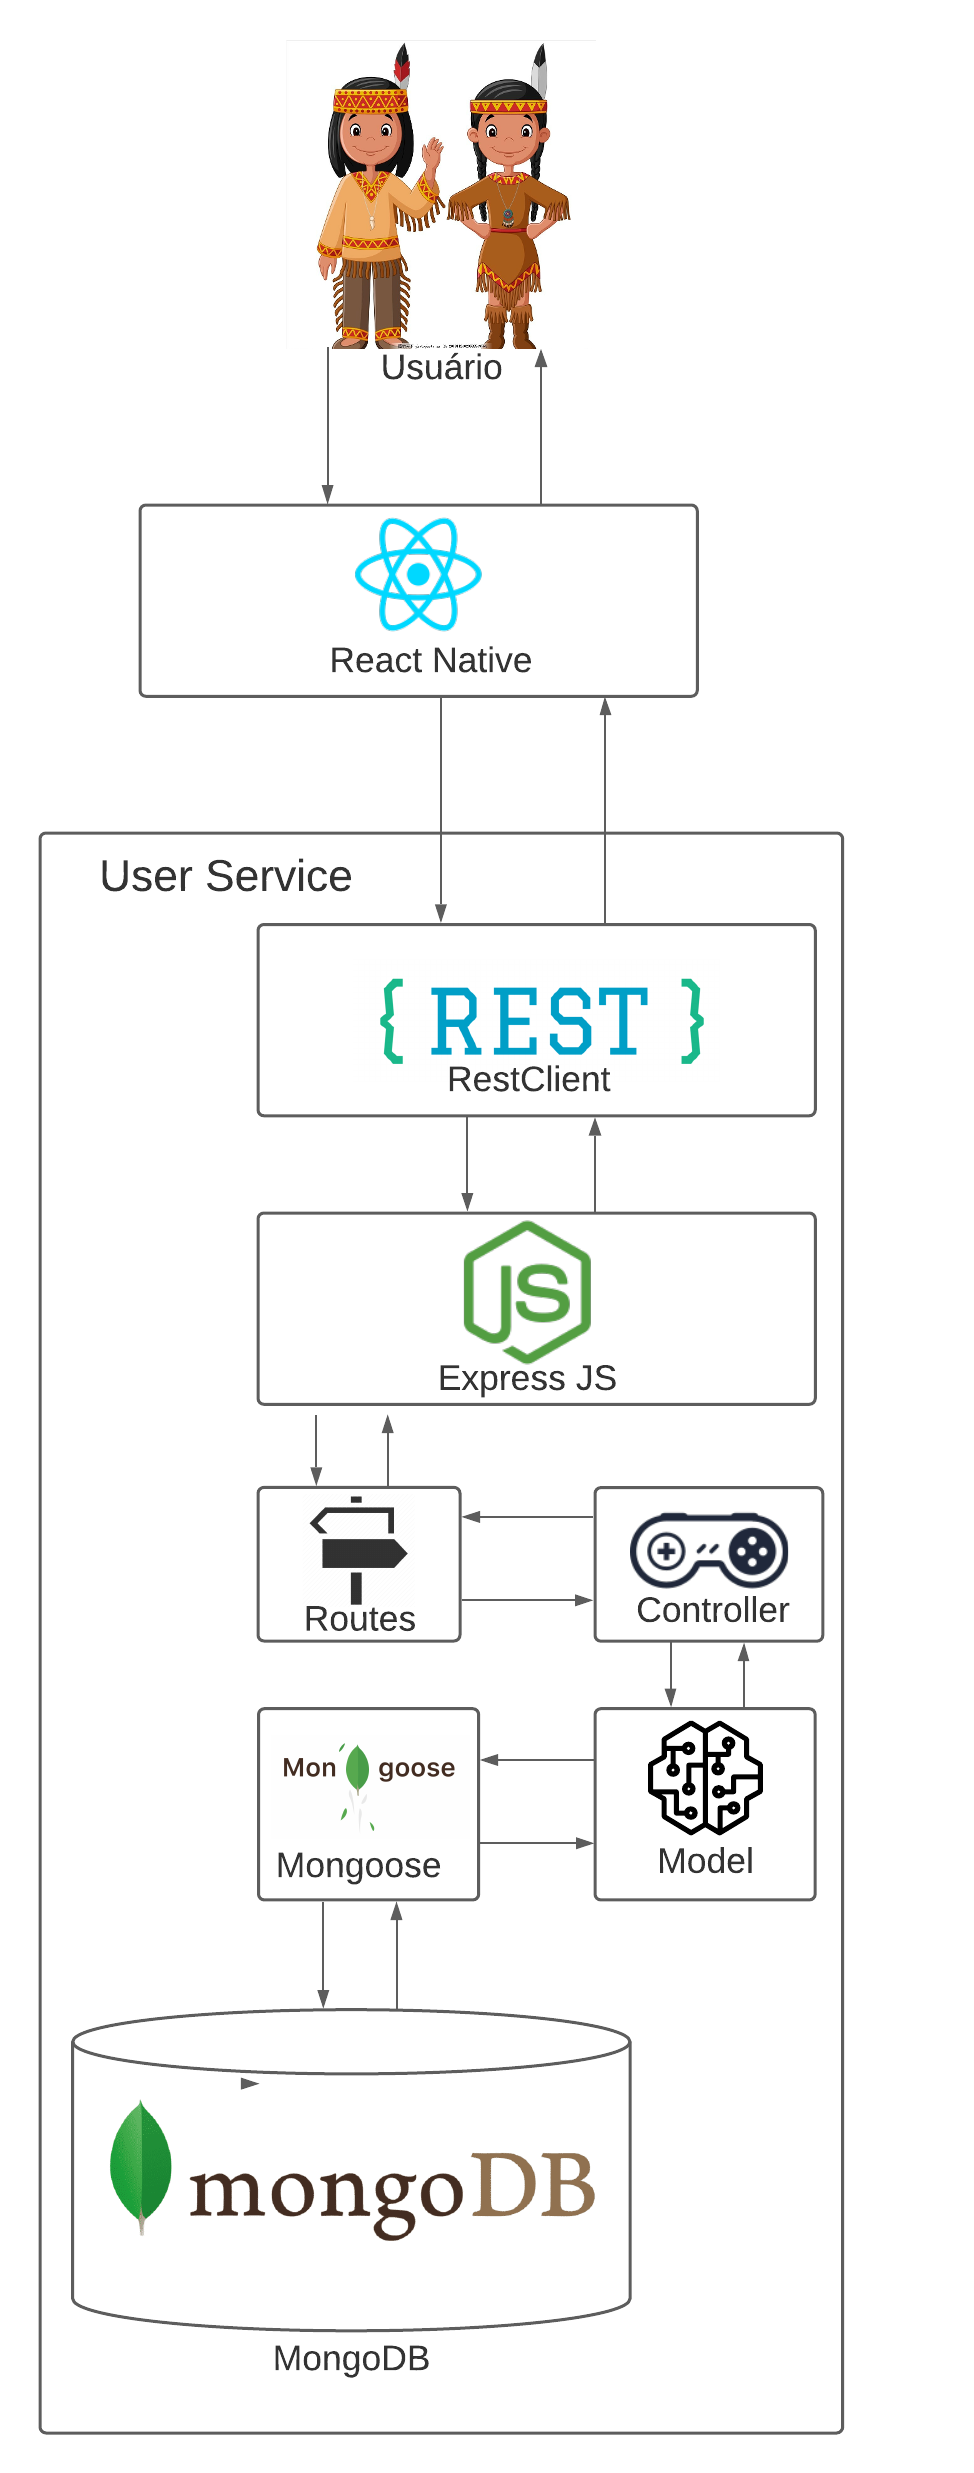 Usuário
React Native
User Service
{ REST }
RestClient
JS
Express JS
Routes
Controller
Mon goose
Mongoose
Model
mongoDB
MongoDB